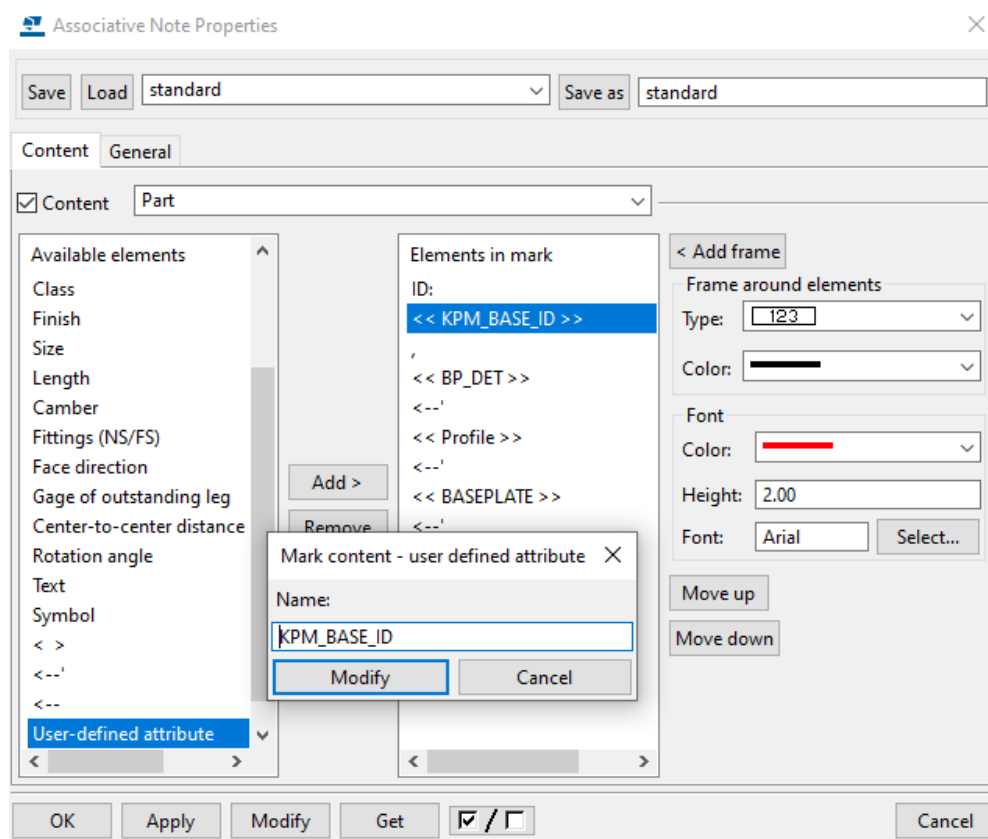 Associative Note Properties
Save Load standard Save as standard
Content General
Content Part
Available elements
Class
Finish
Size
Length
Camber
Fittings (NS/FS)
Face direction
Gage of outstanding leg
Center-to-center distance
Rotation angle
Text
Symbol
< >
<--'
<--
User-defined attribute
Add >
Remove
Elements in mark
ID:
<< KPM_BASE_ID >>
,
<< BP_DET >>
<--'
<< Profile >>
<--'
<< BASEPLATE >>
<--'
< Add frame
Frame around elements
Type: 123
Color:
Font
Color:
Height: 2.00
Font: Arial Select...
Move up
Move down
Mark content - user defined attribute
Name:
KPM_BASE_ID
Modify Cancel
OK Apply Modify Get / Cancel